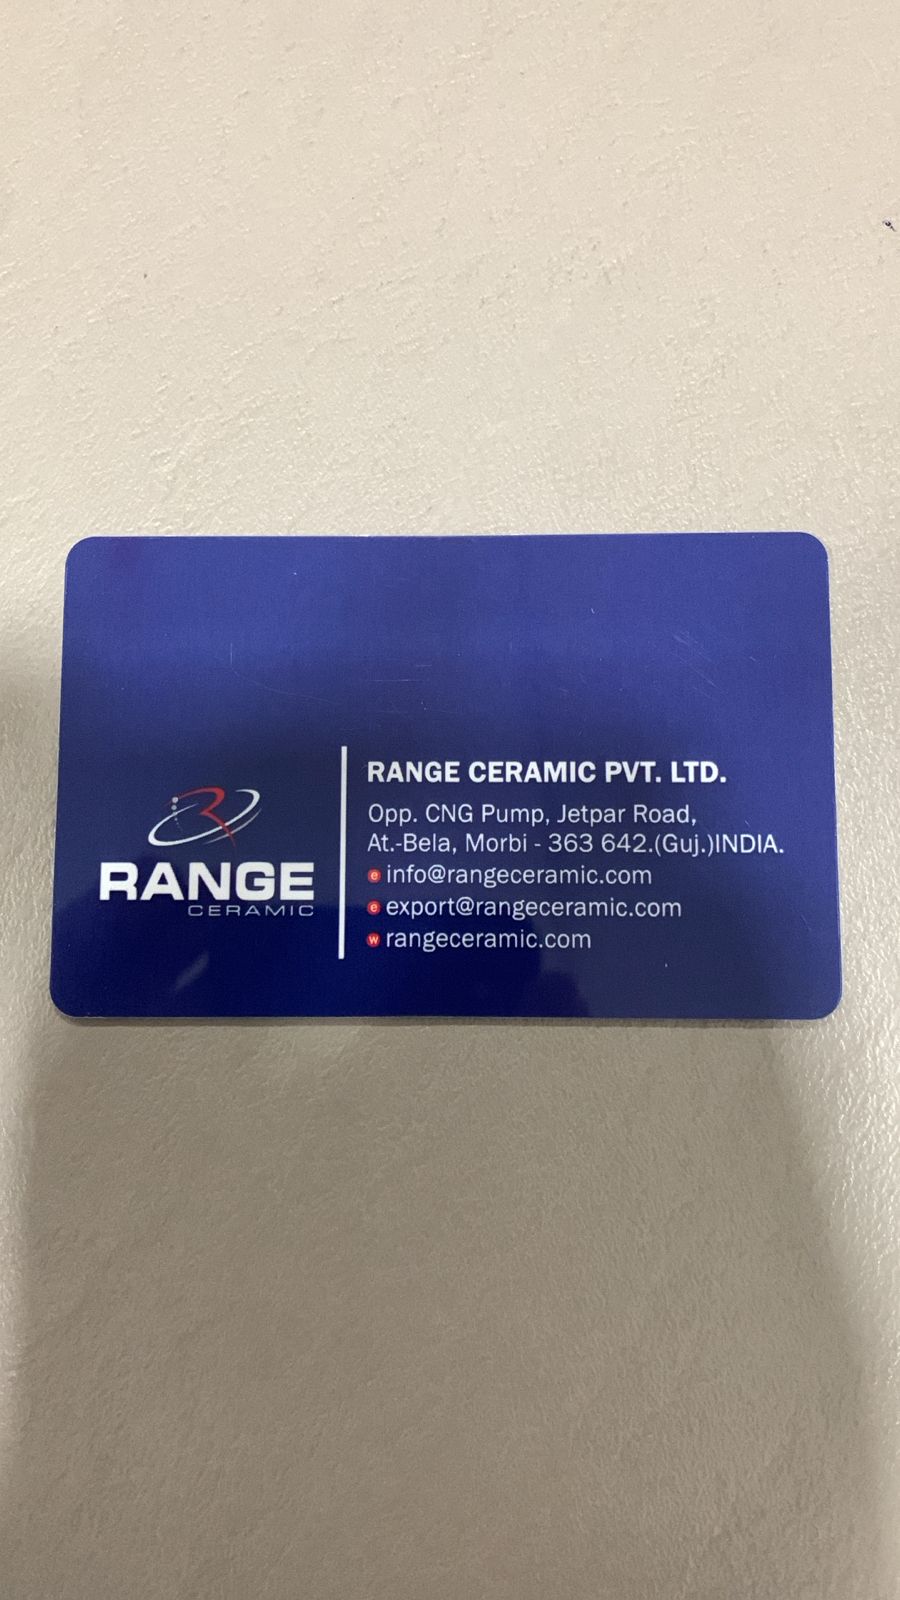 RANGE
CERAMIC
RANGE CERAMIC PVT. LTD.
Opp. CNG Pump, Jetpar Road,
At.-Bela, Morbi - 363 642.(Guj.)INDIA.
e info@rangeceramic.com
e export@rangeceramic.com
w rangeceramic.com